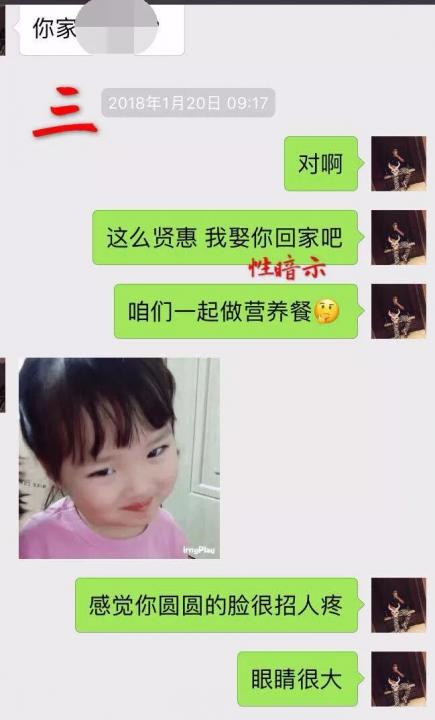 你家
三
2018年1月20日 09:17
对啊
这么贤惠 我娶你回家吧
性暗示
咱们一起做营养餐🤔
感觉你圆圆的脸很招人疼
眼睛很大